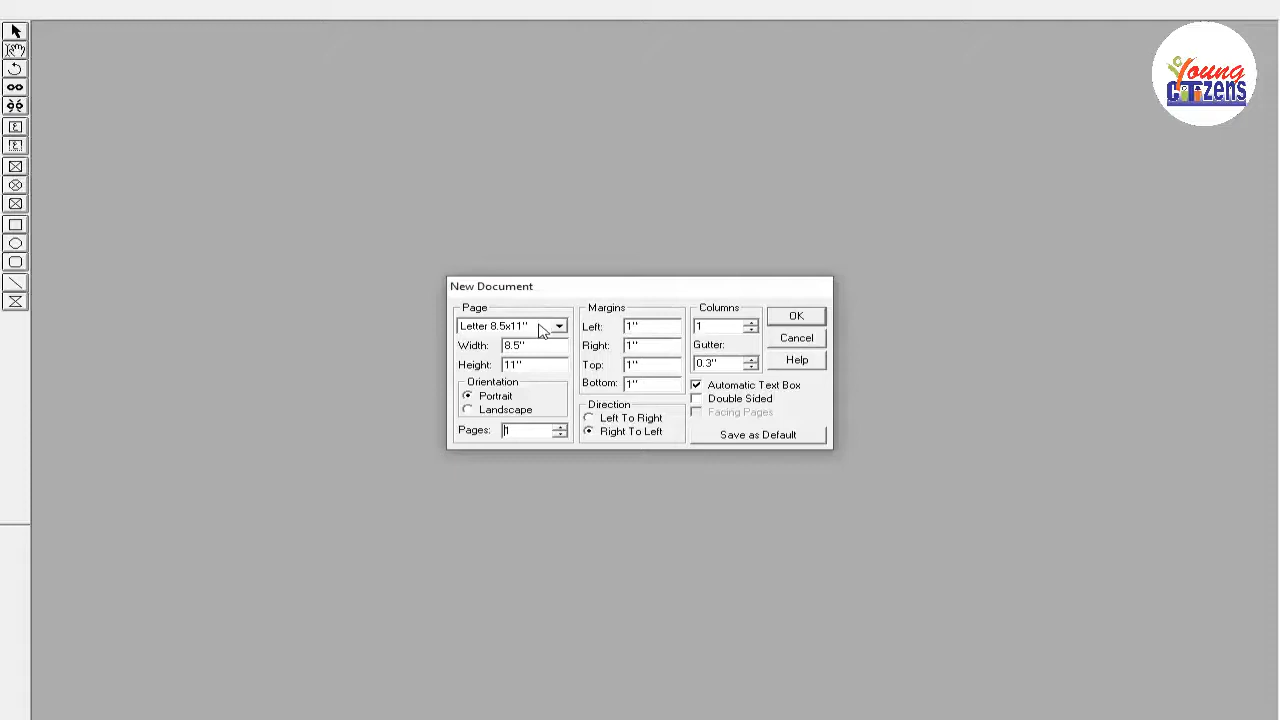 Young
CITIZENS
New Document
Page
Letter 8.5x11"
Width: 8.5"
Height: 11"
Orientation
Portrait
Landscape
Pages: 1
Margins
Left: 1"
Right: 1"
Top: 1"
Bottom: 1"
Direction
Left To Right
Right To Left
Columns
1
Gutter:
0.3"
Automatic Text Box
Double Sided
Facing Pages
Save as Default
OK
Cancel
Help